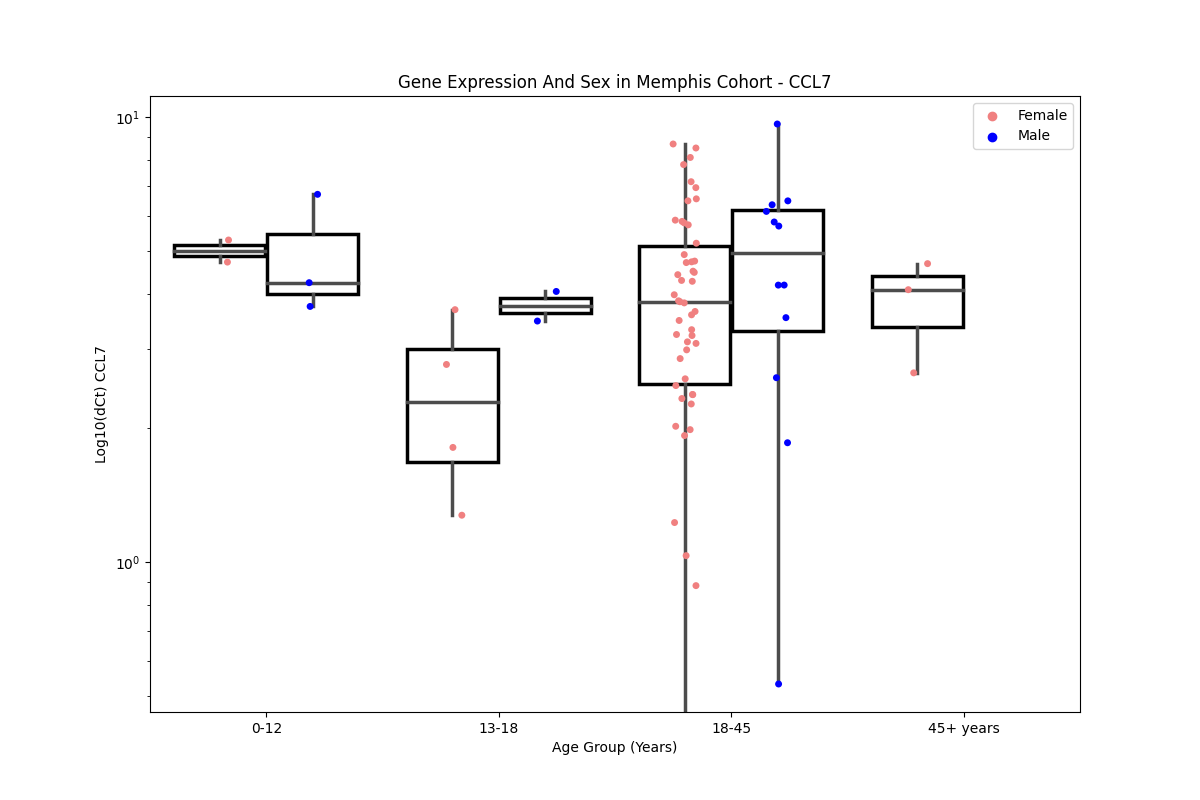 Gene Expression And Sex in Memphis Cohort - CCL7
Female
Male
10¹
10⁰
Log10(dCt) CCL7
0-12
13-18
18-45
45+ years
Age Group (Years)